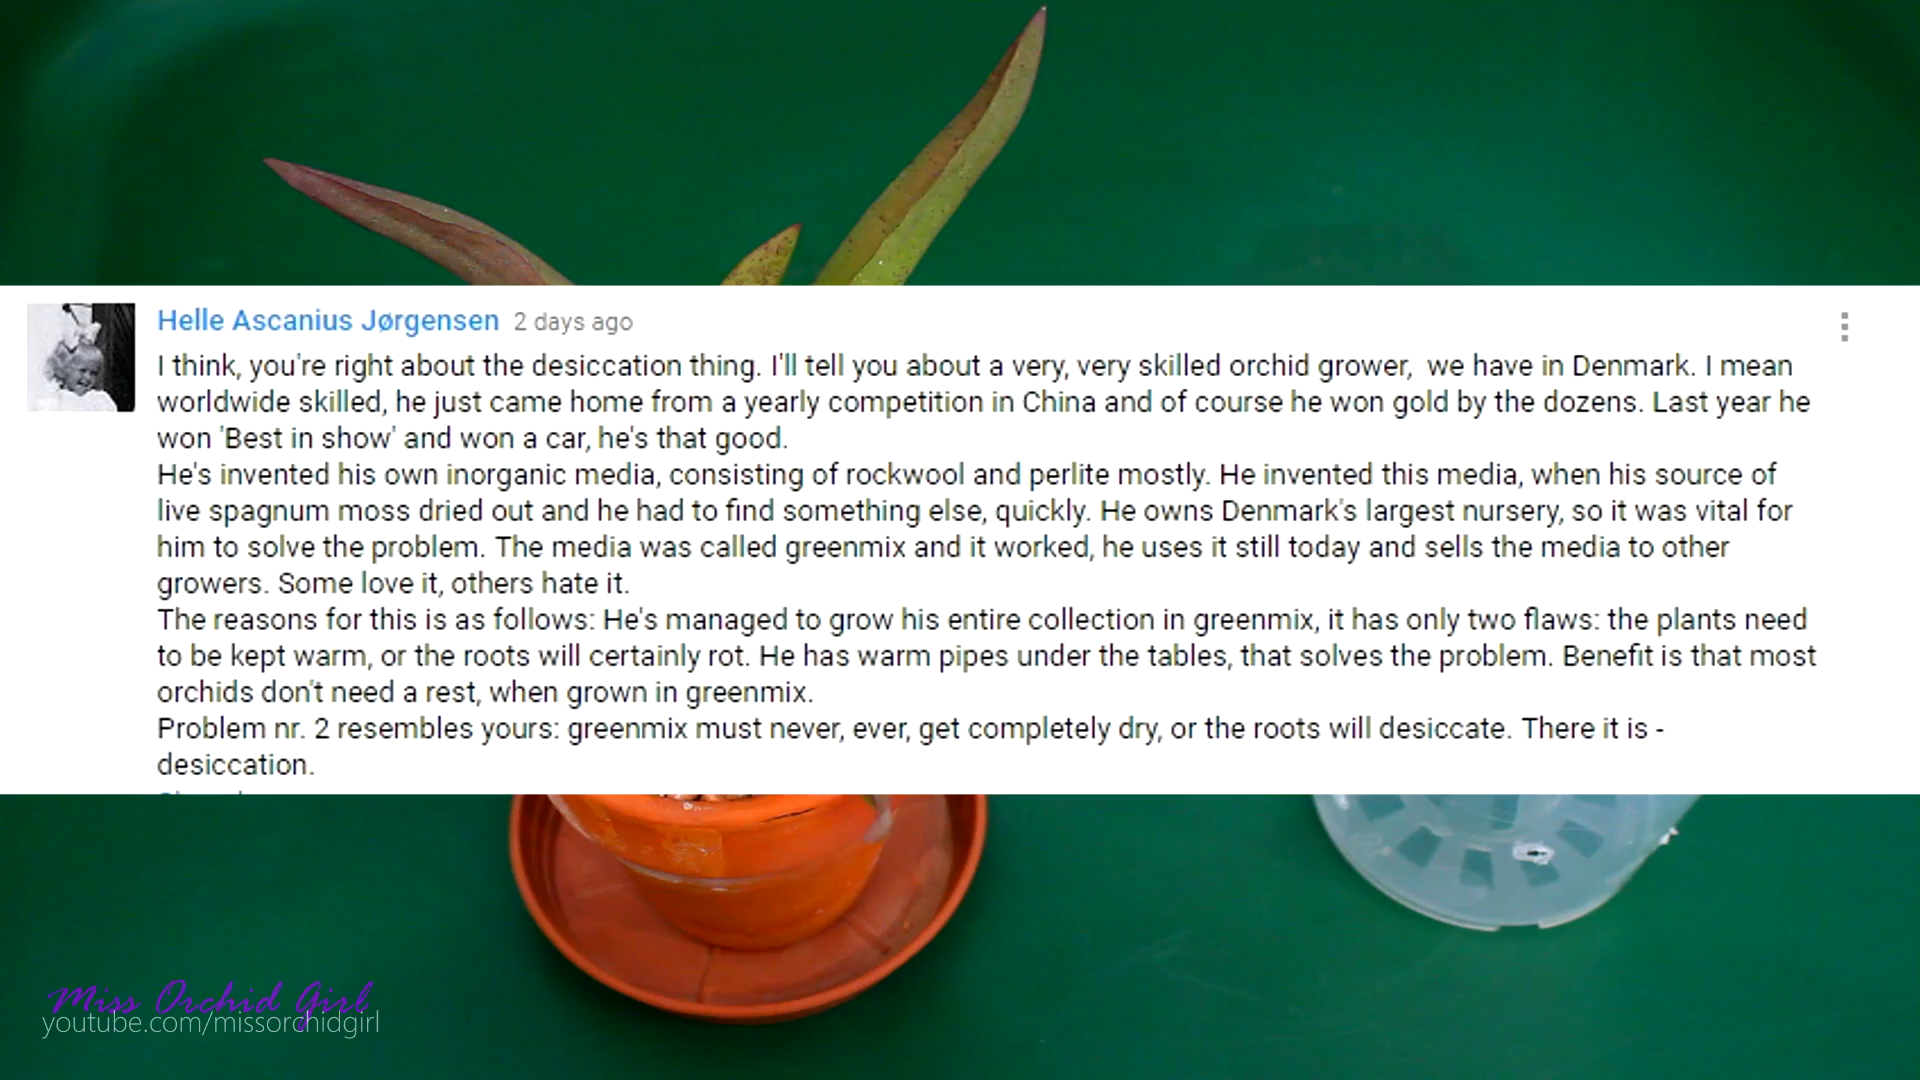 Helle Ascanius Jørgensen 2 days ago
I think, you're right about the desiccation thing. I'll tell you about a very, very skilled orchid grower, we have in Denmark. I mean
worldwide skilled, he just came home from a yearly competition in China and of course he won gold by the dozens. Last year he
won 'Best in show' and won a car, he's that good.
He's invented his own inorganic media, consisting of rockwool and perlite mostly. He invented this media, when his source of
live spagnum moss dried out and he had to find something else, quickly. He owns Denmark's largest nursery, so it was vital for
him to solve the problem. The media was called greenmix and it worked, he uses it still today and sells the media to other
growers. Some love it, others hate it.
The reasons for this is as follows: He's managed to grow his entire collection in greenmix, it has only two flaws: the plants need
to be kept warm, or the roots will certainly rot. He has warm pipes under the tables, that solves the problem. Benefit is that most
orchids don't need a rest, when grown in greenmix.
Problem nr. 2 resembles yours: greenmix must never, ever, get completely dry, or the roots will desiccate. There it is -
desiccation.
Miss Orchid Girl
youtube.com/missorchidgirl